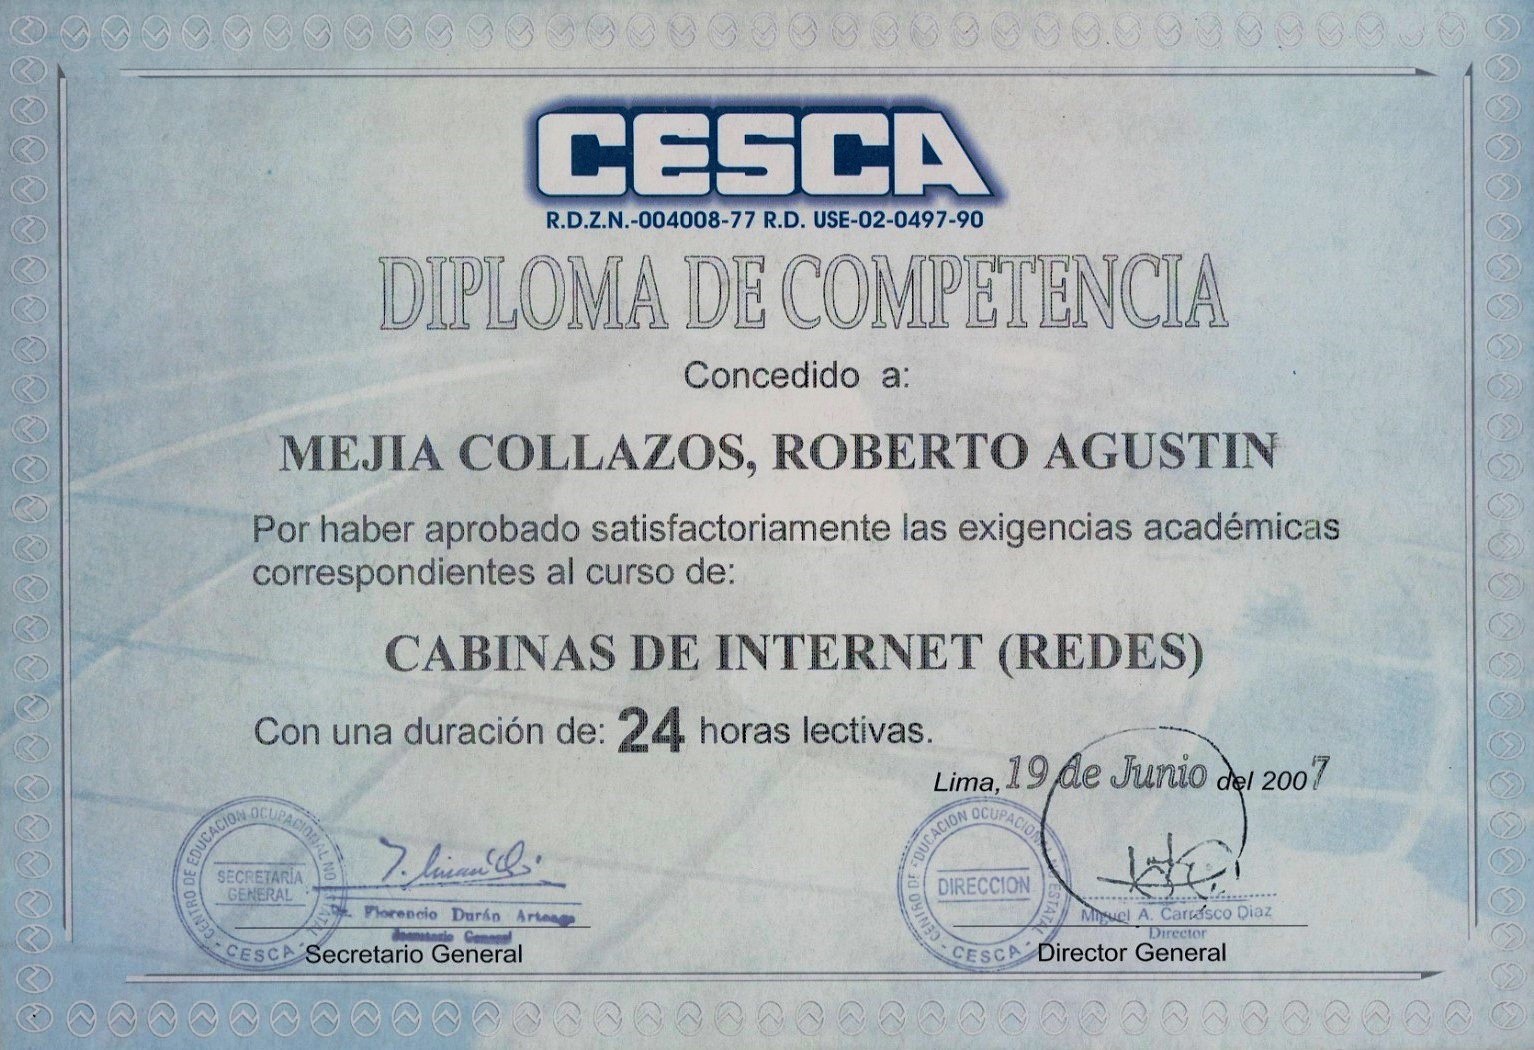 CESCA
R.D.Z.N.-004008-77 R.D. USE-02-0497-90
DIPLOMA DE COMPETENCIA
Concedido a:
MEJIA COLLAZOS, ROBERTO AGUSTIN
Por haber aprobado satisfactoriamente las exigencias académicas
correspondientes al curso de:
CABINAS DE INTERNET (REDES)
Con una duración de: 24 horas lectivas.
Lima, 19 de Junio del 2007
CENTRO DE EDUCACION OCUPACIONAL NO ESTATAL
SECRETARÍA
GENERAL
- CESCA -
Dr. Florencio Durán Arteaga
Secretario General
Secretario General
CENTRO DE EDUCACION OCUPACIONAL ESTATAL
DIRECCION
- CESCA -
Miguel A. Carrasco Diaz
Director
Director General